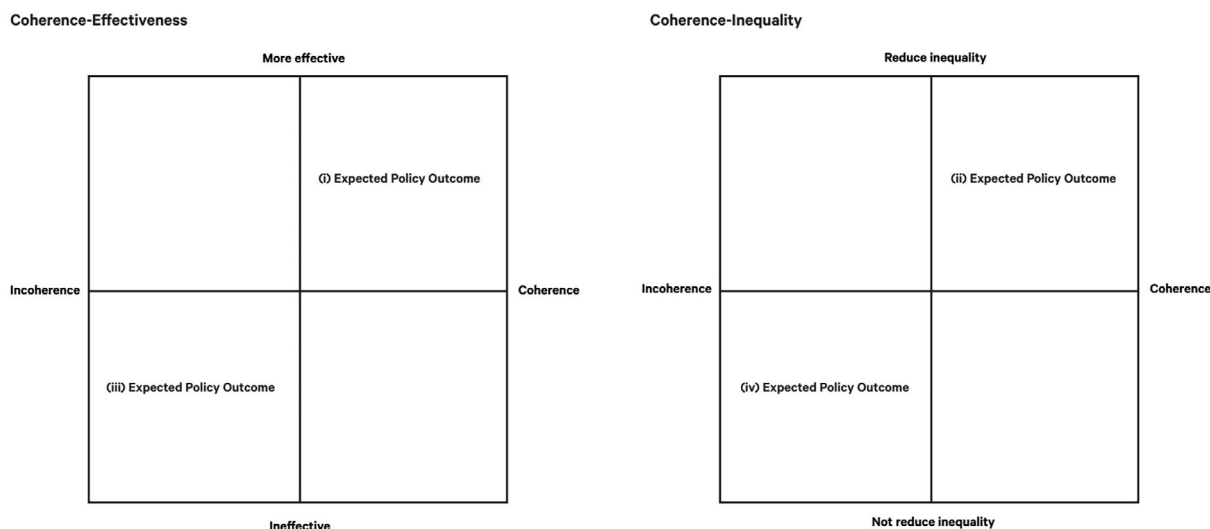 Coherence-Effectiveness
More effective
(i) Expected Policy Outcome
Incoherence
Coherence
(iii) Expected Policy Outcome
Ineffective
Coherence-Inequality
Reduce inequality
(ii) Expected Policy Outcome
Incoherence
Coherence
(iv) Expected Policy Outcome
Not reduce inequality